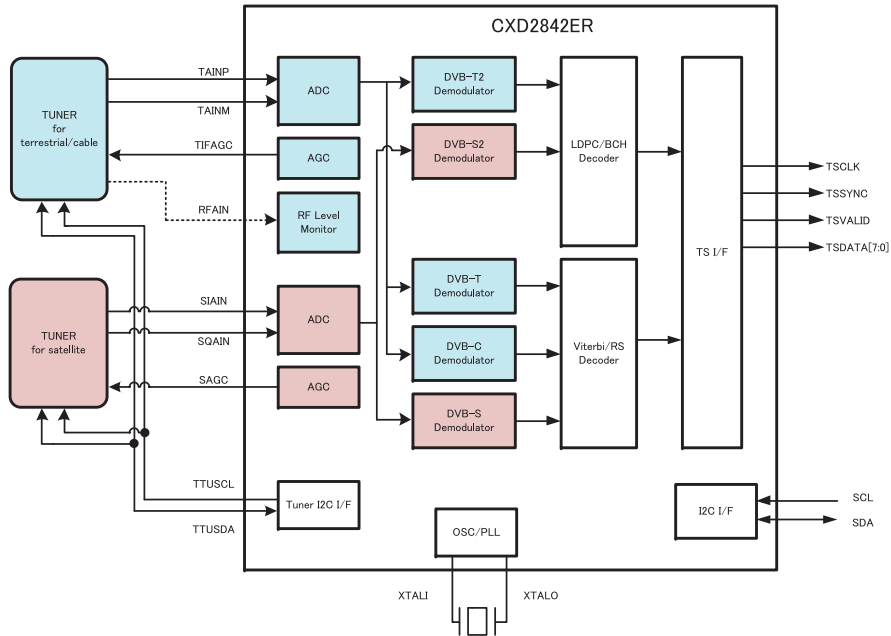 CXD2842ER
TUNER
for
terrestrial/cable
TAINP
TAINM
TIFAGC
RFAIN
ADC
AGC
RF Level
Monitor
DVB-T2
Demodulator
DVB-S2
Demodulator
LDPC/BCH
Decoder
TS I/F
TSCLK
TSSYNC
TSVALID
TSDATA[7:0]
TUNER
for satellite
SIAIN
SQAIN
SAGC
ADC
AGC
DVB-T
Demodulator
DVB-C
Demodulator
DVB-S
Demodulator
Viterbi/RS
Decoder
TTUSCL
TTUSDA
Tuner I2C I/F
OSC/PLL
I2C I/F
SCL
SDA
XTALI
XTALO